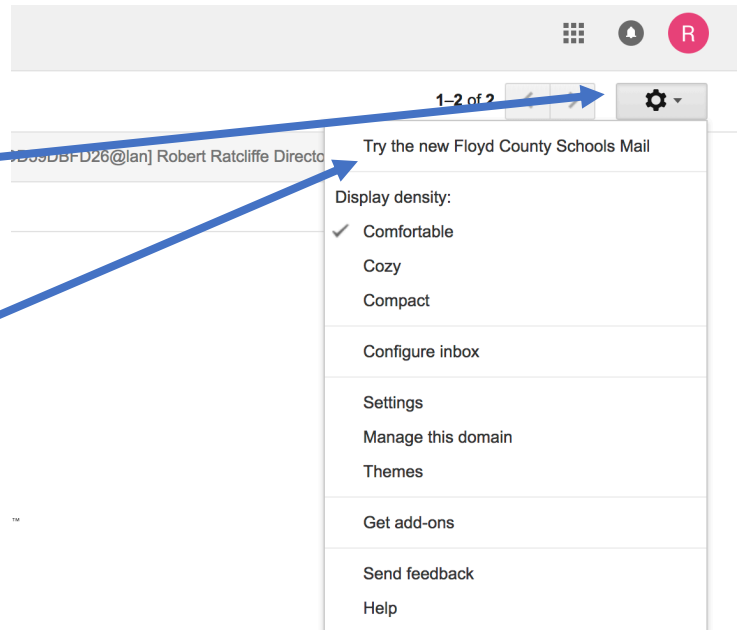 R
1–2 of 2
Try the new Floyd County Schools Mail
D39DBFD26@lan] Robert Ratcliffe Directo
Display density:
Comfortable
Cozy
Compact
Configure inbox
Settings
Manage this domain
Themes
™
Get add-ons
Send feedback
Help